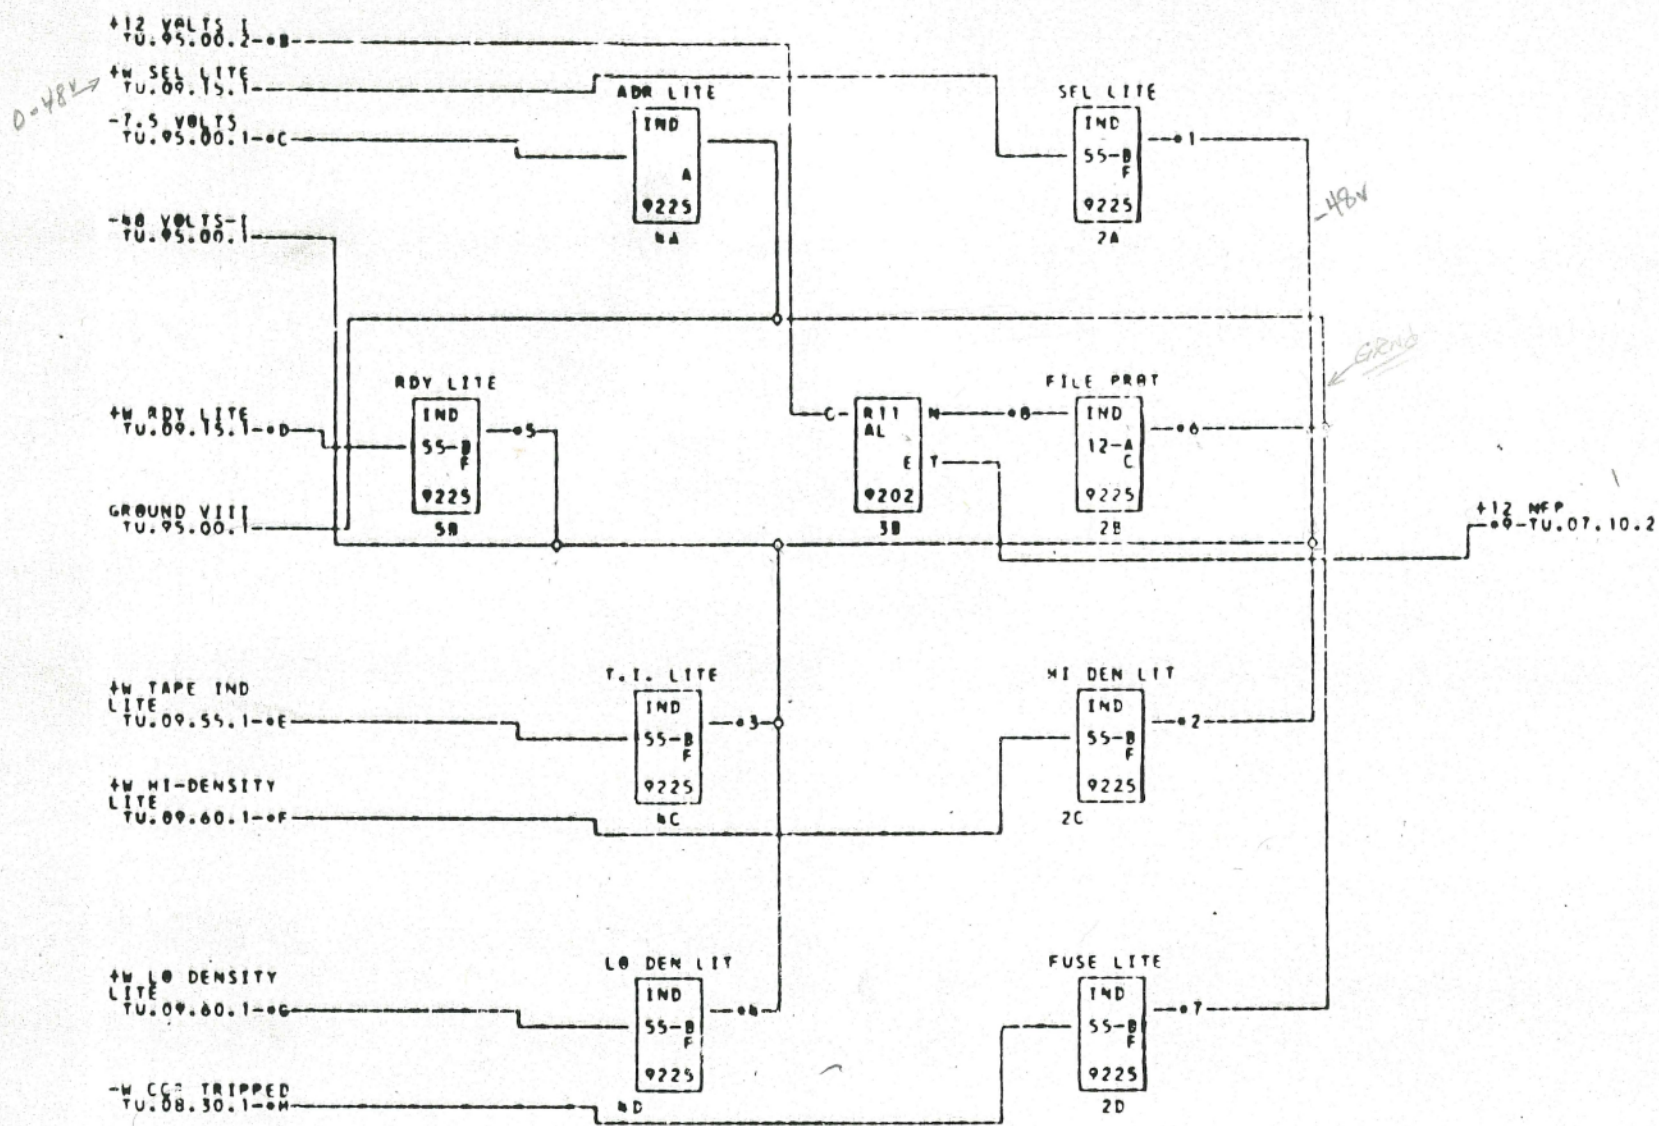 +12 VOLTS I
TU.95.00.2-•B
+W SEL LITE
TU.09.15.1
0-48V
-7.5 VOLTS
TU.95.00.1-•C
-48 VOLTS-I
TU.95.00.1
ADR LITE
IND
A
9225
4A
SEL LITE
IND
55-B
F
9225
2A
•1
-48V
GRND
RDY LITE
+W RDY LITE
TU.09.15.1-•D
IND
55-B
F
9225
5B
•5
GROUND VIII
TU.95.00.1
C
R11 N
AL
E T
9202
3B
•8
FILE PROT
IND
12-A
C
9225
2B
•6
+12 NFP
•9-TU.07.10.2
+W TAPE IND
LITE
TU.09.55.1-•E
T.I. LITE
IND
55-B
F
9225
4C
•3
HI DEN LIT
IND
55-B
F
9225
2C
•2
+W HI-DENSITY
LITE
TU.09.60.1-•F
+W LO DENSITY
LITE
TU.09.60.1-•G
LO DEN LIT
IND
55-B
F
9225
4D
•4
FUSE LITE
IND
55-B
F
9225
2D
•7
-W TRIPPED
TU.08.30.1-•H